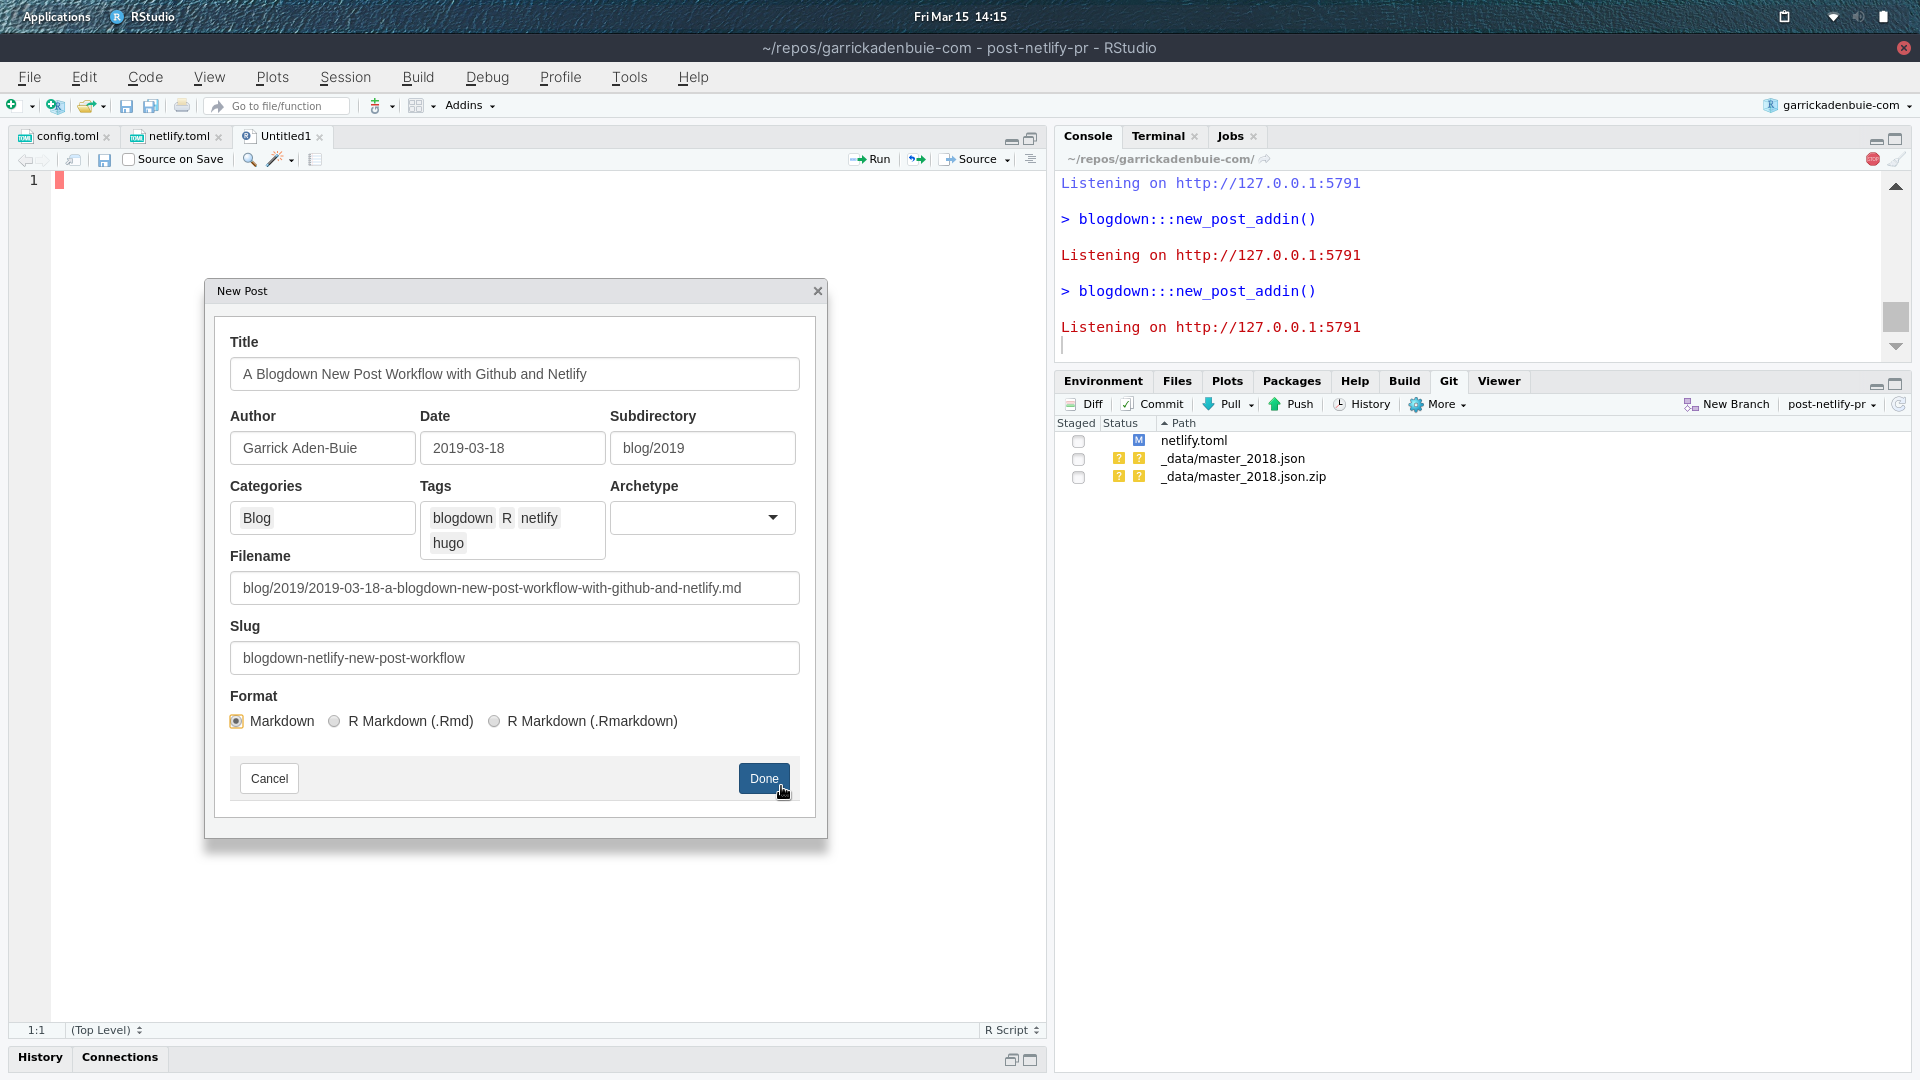 Applications RStudio Fri Mar 15 14:15
~/repos/garrickadenbuie-com - post-netlify-pr - RStudio
File Edit Code View Plots Session Build Debug Profile Tools Help
Go to file/function Addins garrickadenbuie-com
config.toml netlify.toml Untitled1
Source on Save Run Source
1
New Post
Title
A Blogdown New Post Workflow with Github and Netlify
Author Date Subdirectory
Garrick Aden-Buie 2019-03-18 blog/2019
Categories Tags Archetype
Blog blogdown R netlify
hugo
Filename
blog/2019/2019-03-18-a-blogdown-new-post-workflow-with-github-and-netlify.md
Slug
blogdown-netlify-new-post-workflow
Format
Markdown R Markdown (.Rmd) R Markdown (.Rmarkdown)
Cancel Done
1:1 (Top Level) R Script
History Connections
Console Terminal Jobs
~/repos/garrickadenbuie-com/
Listening on http://127.0.0.1:5791
> blogdown:::new_post_addin()
Listening on http://127.0.0.1:5791
> blogdown:::new_post_addin()
Listening on http://127.0.0.1:5791
Environment Files Plots Packages Help Build Git Viewer
Diff Commit Pull Push History More New Branch post-netlify-pr
Staged Status Path
M netlify.toml
? ? _data/master_2018.json
? ? _data/master_2018.json.zip